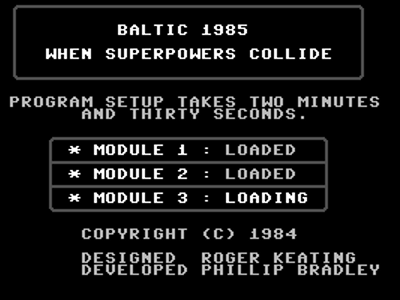 BALTIC 1985
WHEN SUPERPOWERS COLLIDE
PROGRAM SETUP TAKES TWO MINUTES
AND THIRTY SECONDS.
* MODULE 1 : LOADED
* MODULE 2 : LOADED
* MODULE 3 : LOADING
COPYRIGHT (C) 1984
DESIGNED ROGER KEATING
DEVELOPED PHILLIP BRADLEY